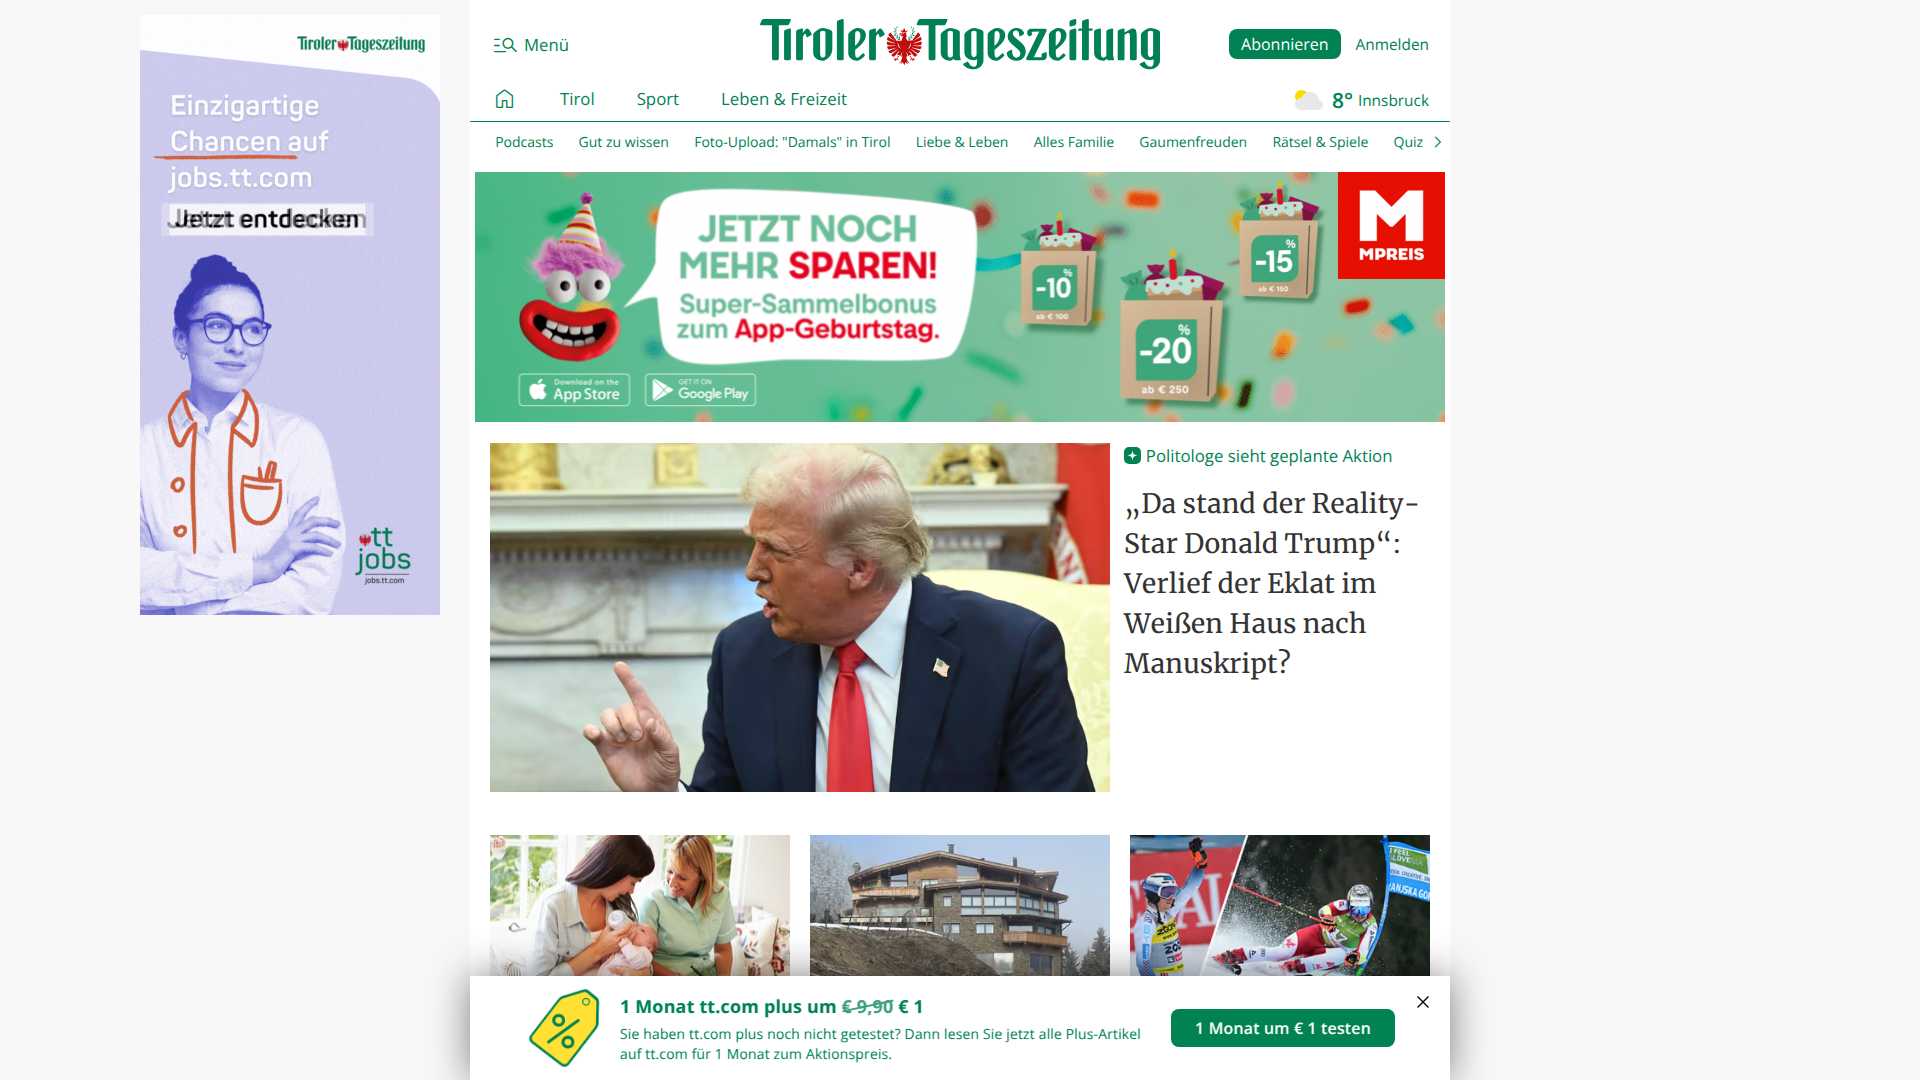 Tiroler Tageszeitung
Einzigartige
Chancen auf
jobs.tt.com
Jetzt entdecken
tt
jobs
jobs.tt.com
Menü
Tiroler Tageszeitung
Abonnieren
Anmelden
Tirol
Sport
Leben & Freizeit
8° Innsbruck
Podcasts
Gut zu wissen
Foto-Upload: "Damals" in Tirol
Liebe & Leben
Alles Familie
Gaumenfreuden
Rätsel & Spiele
Quiz
JETZT NOCH
MEHR SPAREN!
Super-Sammelbonus
zum App-Geburtstag.
Download on the
App Store
GET IT ON
Google Play
-10%
ab € 100
-20%
ab € 250
-15%
ab € 150
M
MPREIS
Politologe sieht geplante Aktion
„Da stand der Reality-
Star Donald Trump“:
Verlief der Eklat im
Weißen Haus nach
Manuskript?
1 Monat tt.com plus um € 9,90 € 1
Sie haben tt.com plus noch nicht getestet? Dann lesen Sie jetzt alle Plus-Artikel
auf tt.com für 1 Monat zum Aktionspreis.
1 Monat um € 1 testen